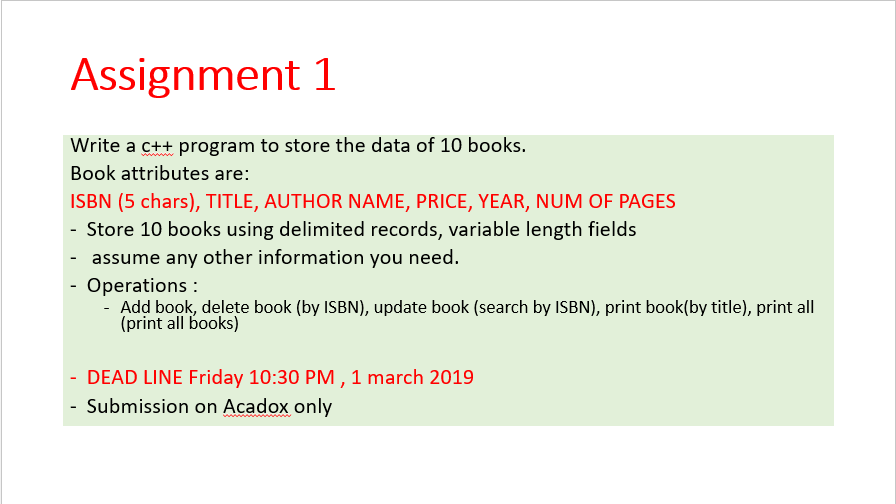 Assignment 1
Write a c++ program to store the data of 10 books.
Book attributes are:
ISBN (5 chars), TITLE, AUTHOR NAME, PRICE, YEAR, NUM OF PAGES
- Store 10 books using delimited records, variable length fields
- assume any other information you need.
- Operations :
- Add book, delete book (by ISBN), update book (search by ISBN), print book(by title), print all
(print all books)
- DEAD LINE Friday 10:30 PM , 1 march 2019
- Submission on Acadox only